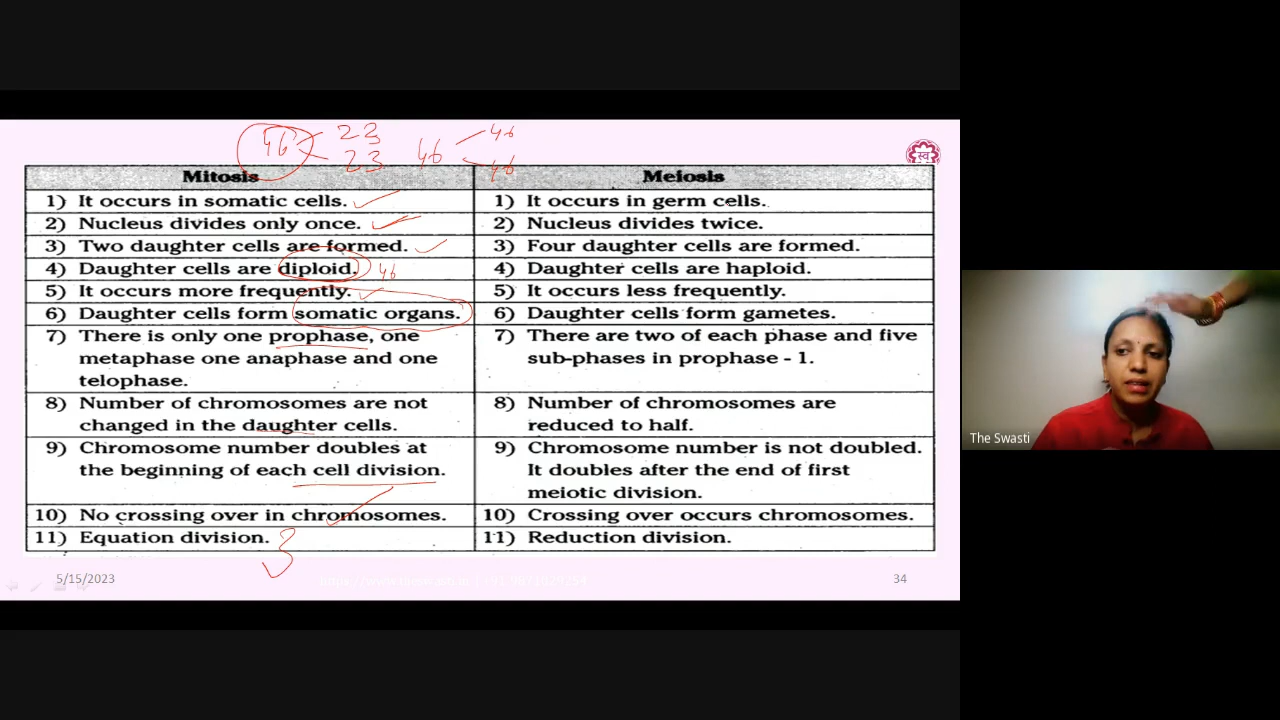 46 23
23 46 46
46
स्व
Mitosis Meiosis
1) It occurs in somatic cells. 1) It occurs in germ cells.
2) Nucleus divides only once. 2) Nucleus divides twice.
3) Two daughter cells are formed. 3) Four daughter cells are formed.
4) Daughter cells are diploid. 46 4) Daughter cells are haploid.
5) It occurs more frequently. 5) It occurs less frequently.
6) Daughter cells form somatic organs. 6) Daughter cells form gametes.
7) There is only one prophase, one 7) There are two of each phase and five
metaphase one anaphase and one sub-phases in prophase - 1.
telophase.
8) Number of chromosomes are not 8) Number of chromosomes are
changed in the daughter cells. reduced to half.
9) Chromosome number doubles at 9) Chromosome number is not doubled.
the beginning of each cell division. It doubles after the end of first
meiotic division.
10) No crossing over in chromosomes. 10) Crossing over occurs chromosomes.
11) Equation division. 11) Reduction division.
5/15/2023 34
The Swasti